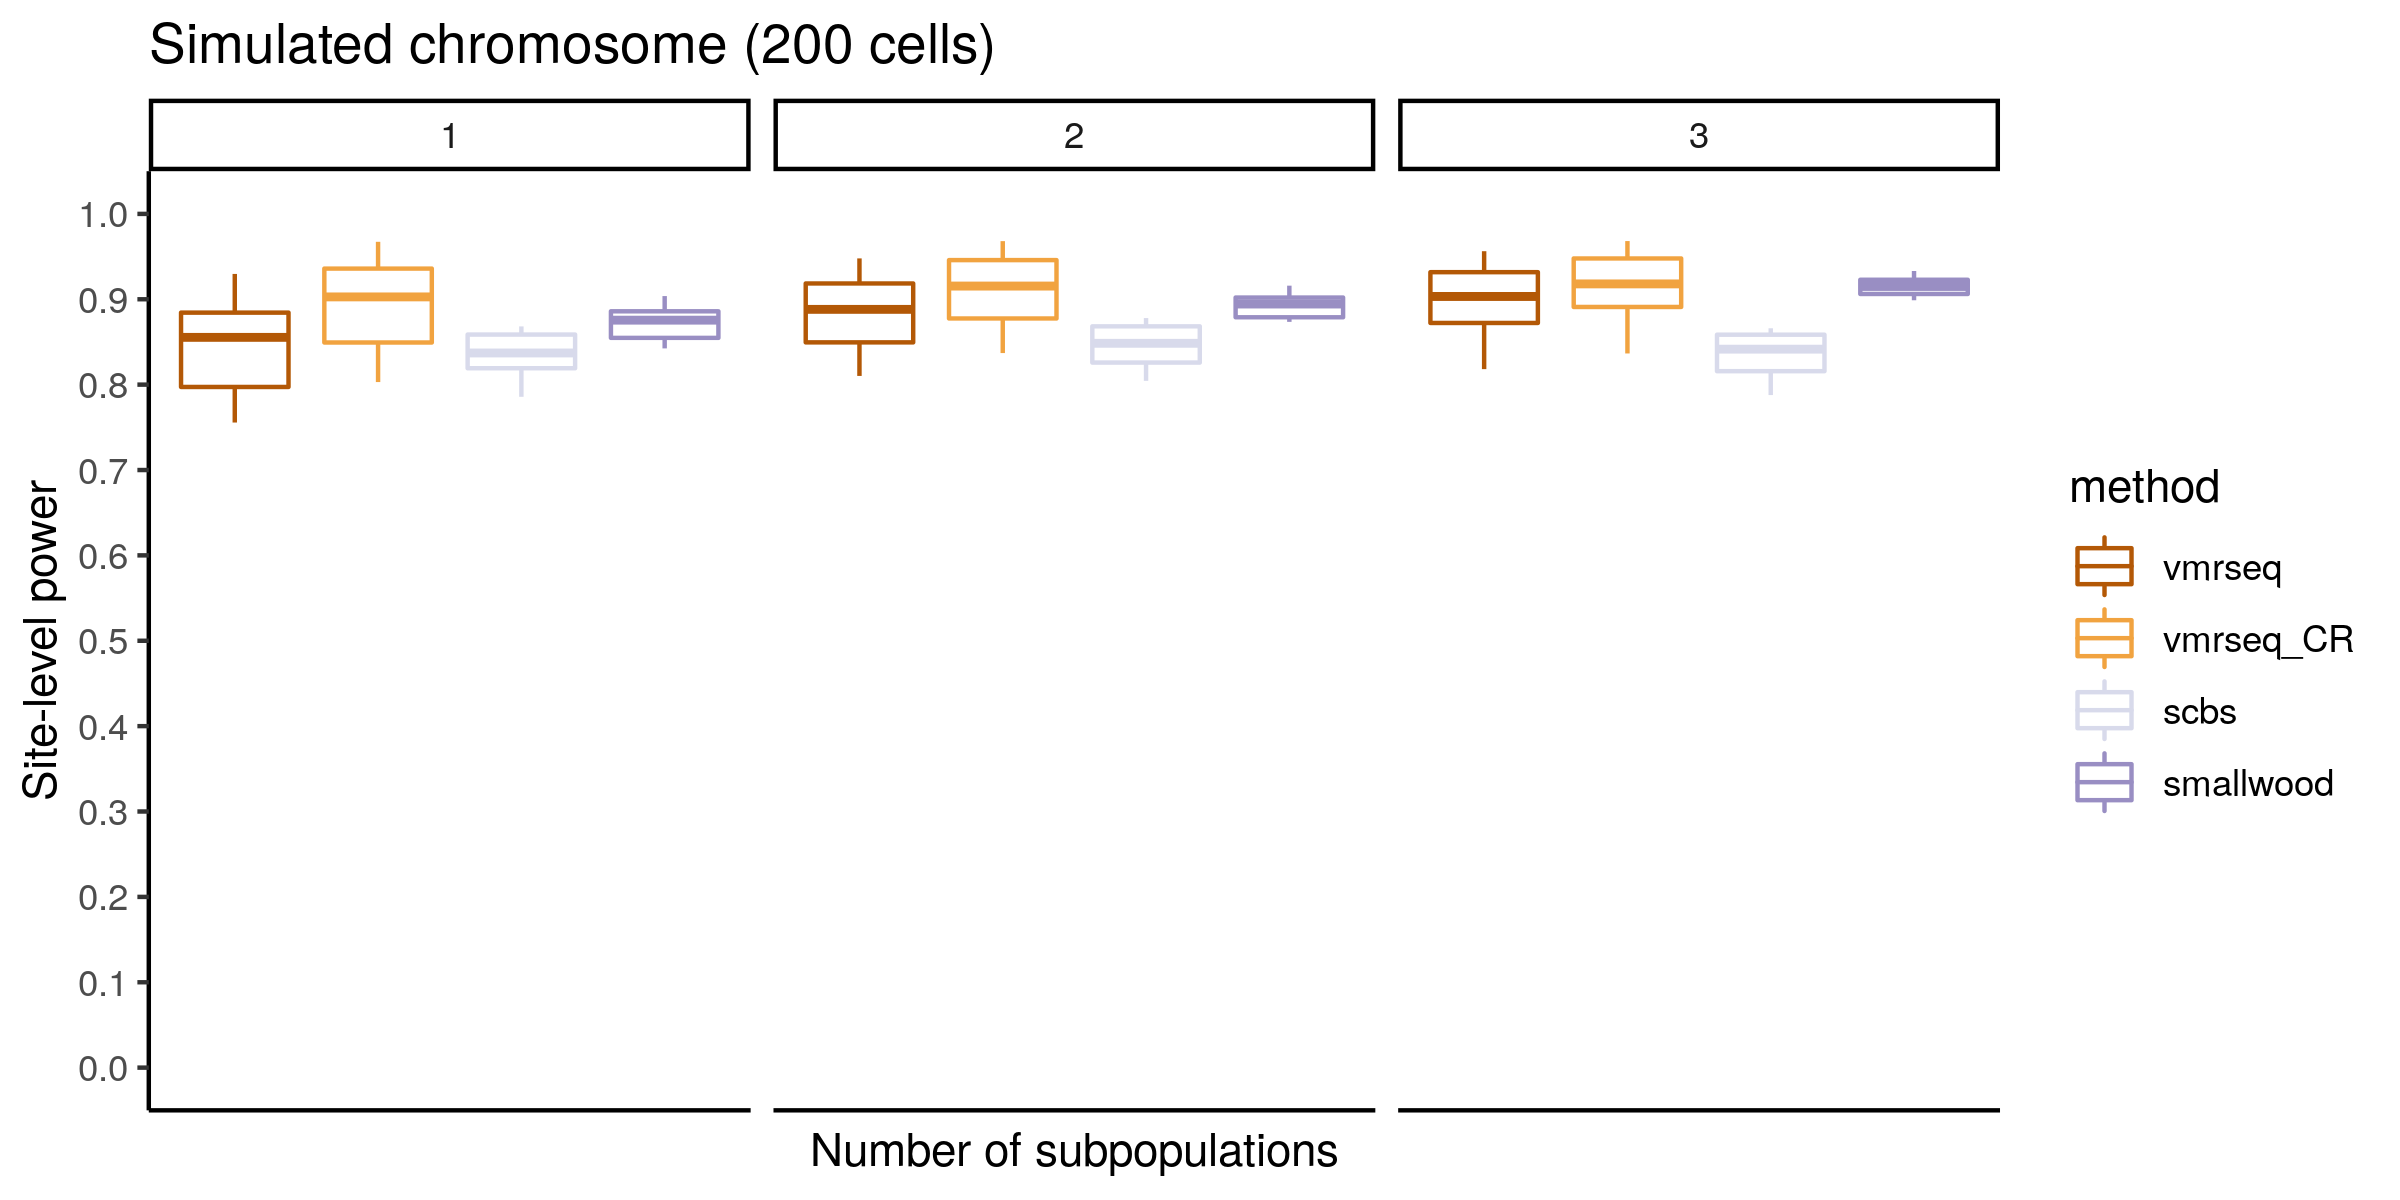 Simulated chromosome (200 cells)
1
2
3
Site-level power
1.0
0.9
0.8
0.7
0.6
0.5
0.4
0.3
0.2
0.1
0.0
Number of subpopulations
method
vmrseq
vmrseq_CR
scbs
smallwood